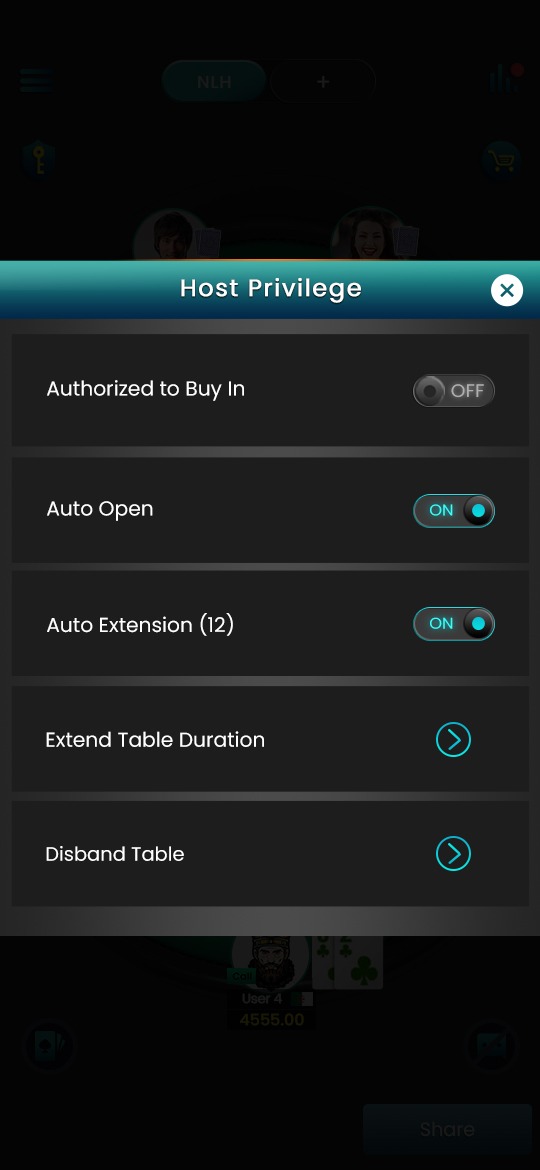 NLH
+
Host Privilege
Authorized to Buy In
OFF
Auto Open
ON
Auto Extension (12)
ON
Extend Table Duration
Disband Table
User 4
4555.00
Share